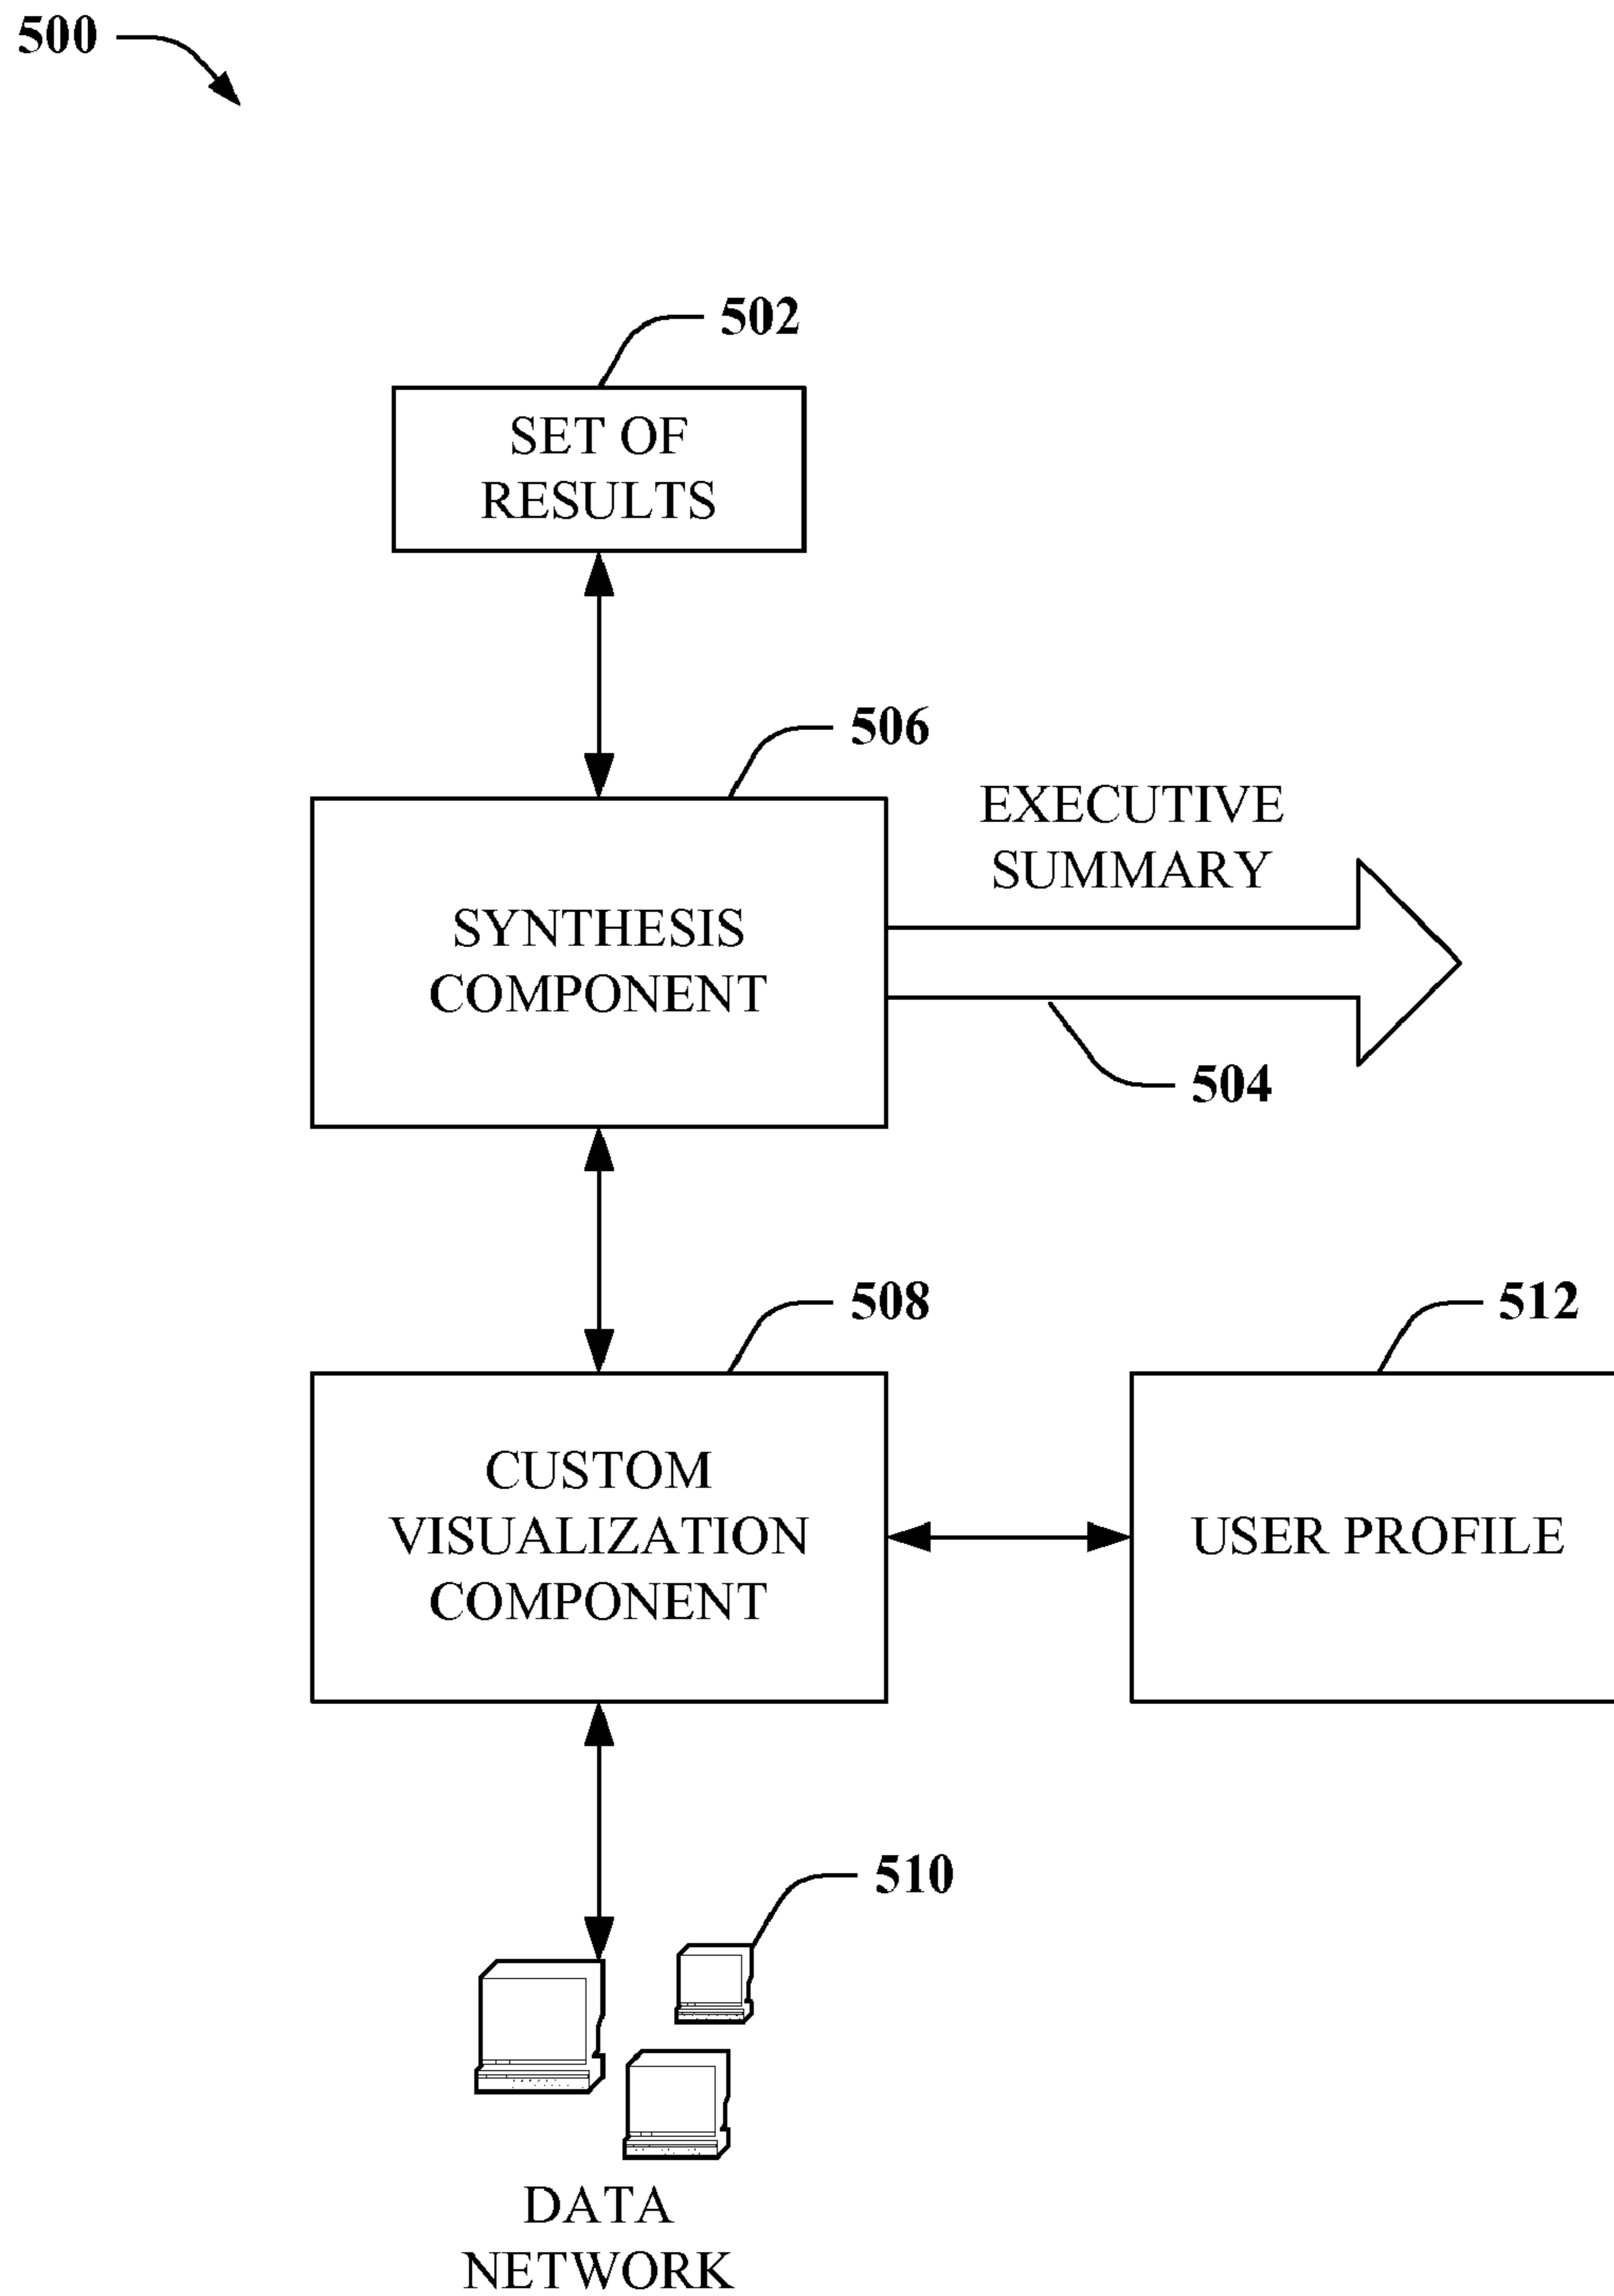 500
502
SET OF
RESULTS
506
EXECUTIVE
SUMMARY
SYNTHESIS
COMPONENT
504
508
512
CUSTOM
VISUALIZATION
COMPONENT
USER PROFILE
510
DATA
NETWORK